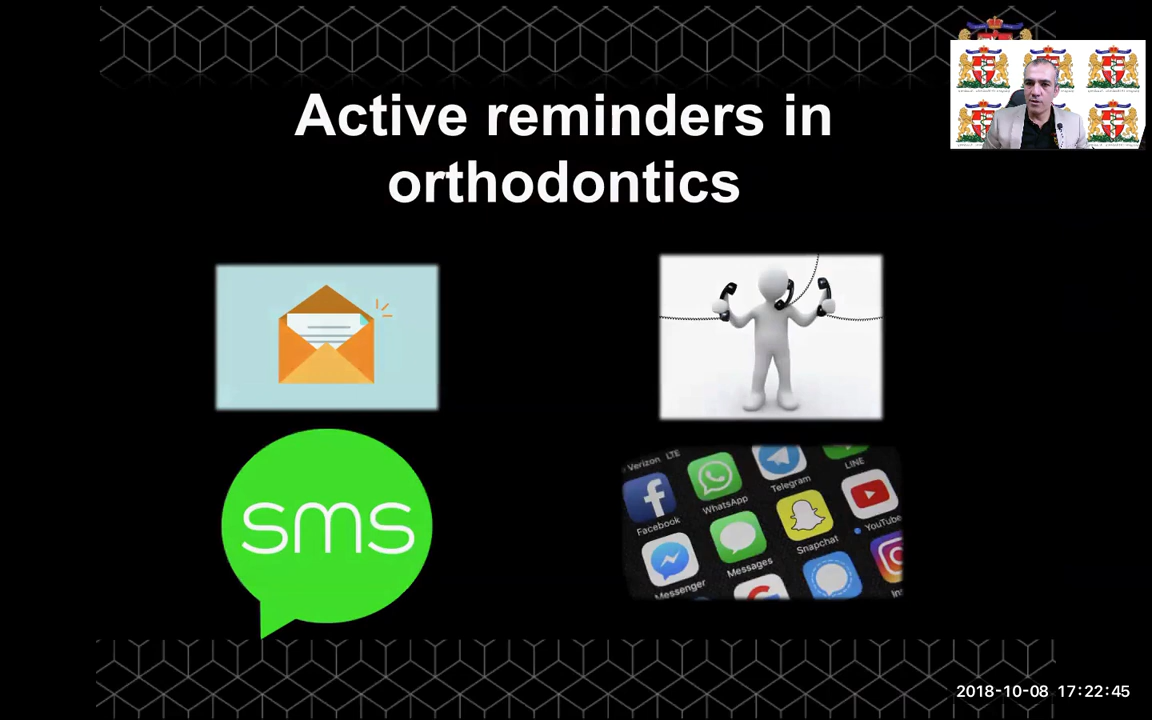 Active reminders in
orthodontics
sms
Verizon LTE
Facebook
WhatsApp
Telegram
LINE
Messenger
Messages
Snapchat
YouTube
2018-10-08 17:22:45